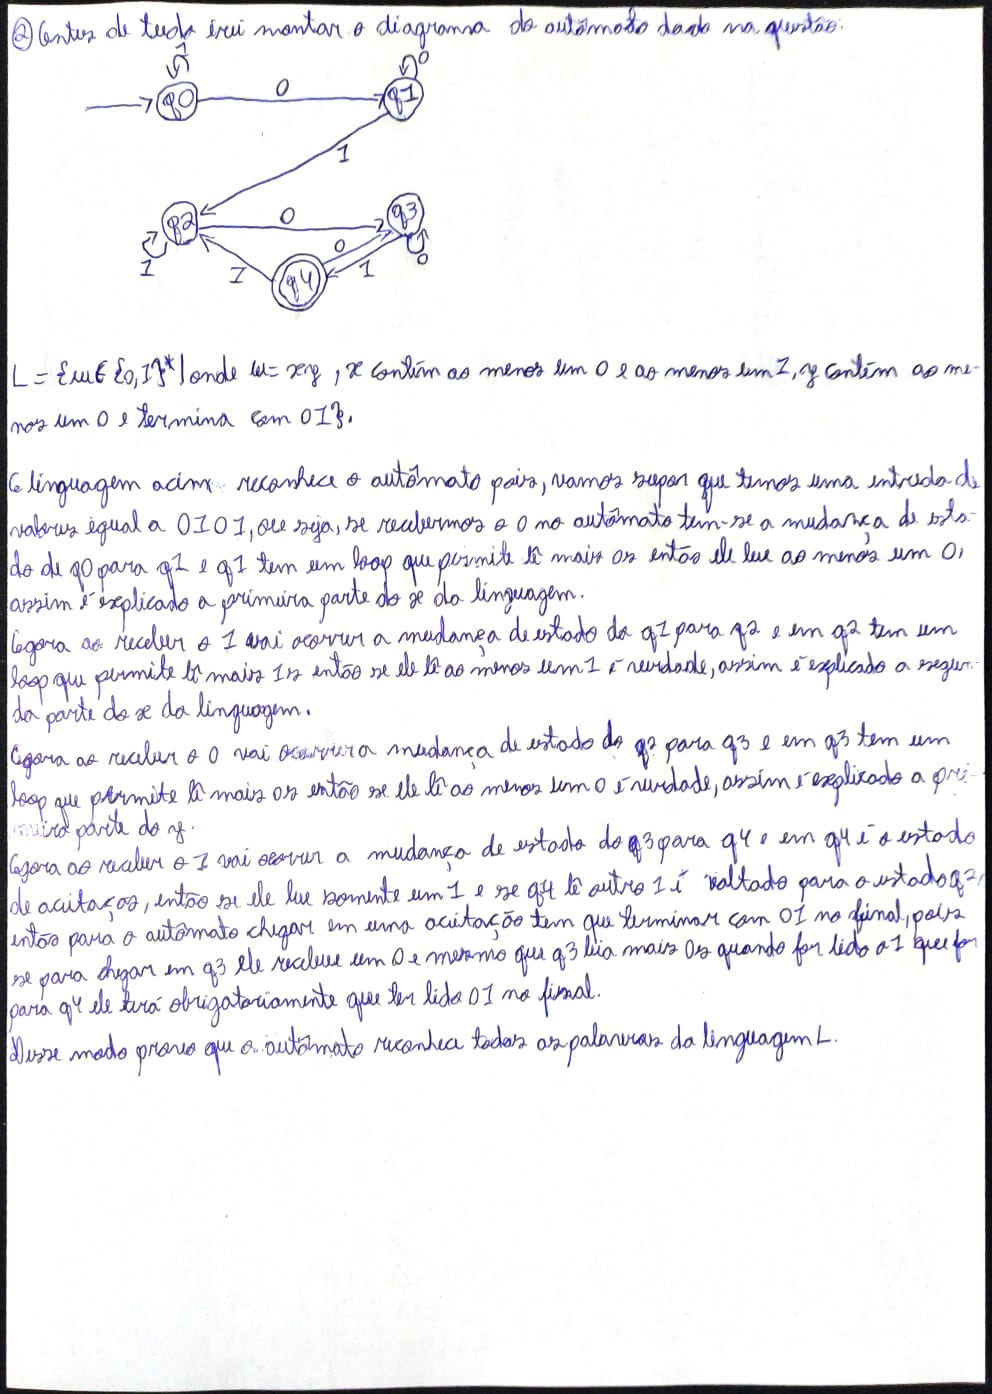 ② Antes de tudo irei montar o diagrama do autômato dado na questão.
1 0
q0 0 q1
1
q2 0 q3
1 1 q4 0 1 0
L = {w ∈ {0,1}* | onde w = xy, x contém ao menos um 0 e ao menos um 1, y contém ao me-
nos um 0 e termina com 01}.
A linguagem acima reconhece o autômato pois, vamos supor que temos uma entrada de
valores igual a 0101, ou seja, se recebermos o 0 no autômato tem-se a mudança de esta-
do de q0 para q1 e q1 tem um loop que permite lê mais 0s então ele leu ao menos um 0,
assim é explicado a primeira parte do x da linguagem.
Agora ao receber o 1 vai ocorrer a mudança de estado do q1 para q2 e em q2 tem um
loop que permite lê mais 1s então se ele lê ao menos um 1 é verdade, assim é explicado a segun-
da parte do x da linguagem.
Agora ao receber o 0 vai ocorrer a mudança de estado do q2 para q3 e em q3 tem um
loop que permite lê mais 0s então se ele lê ao menos um 0 é verdade, assim é explicado a pri-
meira parte do y.
Agora ao receber o 1 vai ocorrer a mudança de estado do q3 para q4 e em q4 é o estado
de aceitaços, então se ele leu somente um 1 e se q4 lê outro 1 é voltado para o estado q2,
então para o autômato chegar em uma aceitação tem que terminar com 01 no final, pois
se para chegar em q3 ele recebeu um 0 e mesmo que q3 leia mais 0s quando for lido o 1 que for
para q4 ele terá obrigatoriamente que ter lido 01 no final.
Desse modo provo que o autômato reconhece todas as palavras da linguagem L.